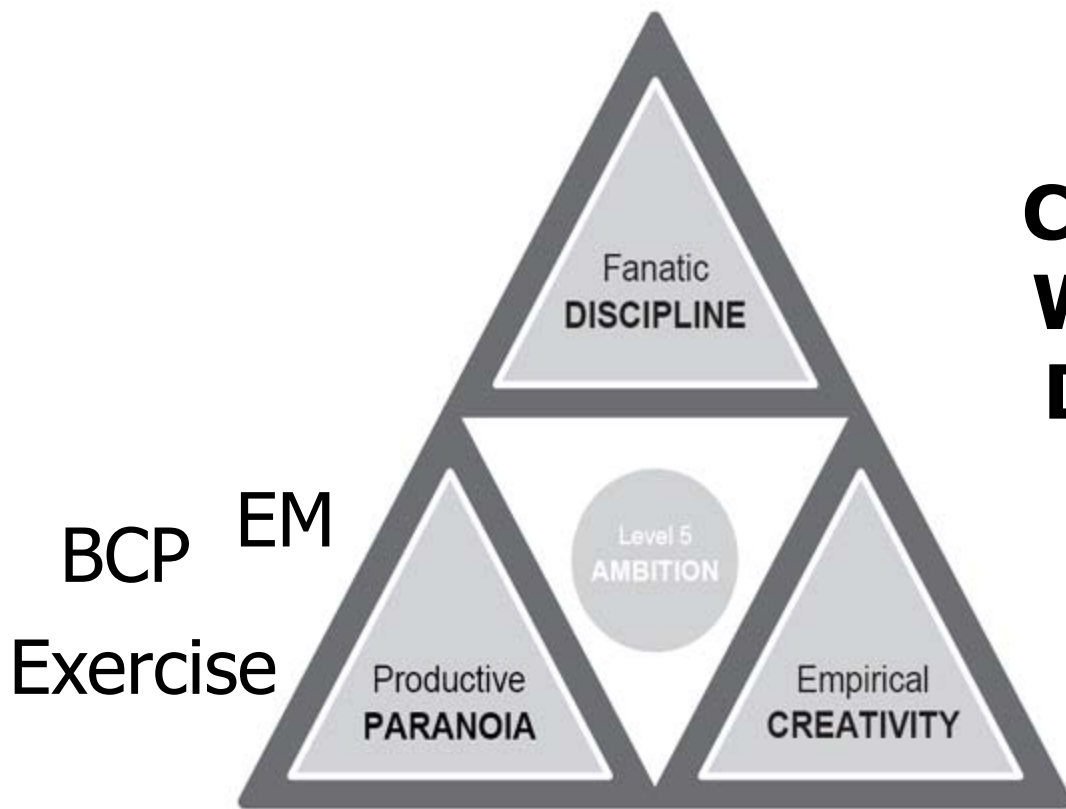 Fanatic
DISCIPLINE
C
W
D
EM
BCP
Exercise
Level 5
AMBITION
Productive
PARANOIA
Empirical
CREATIVITY